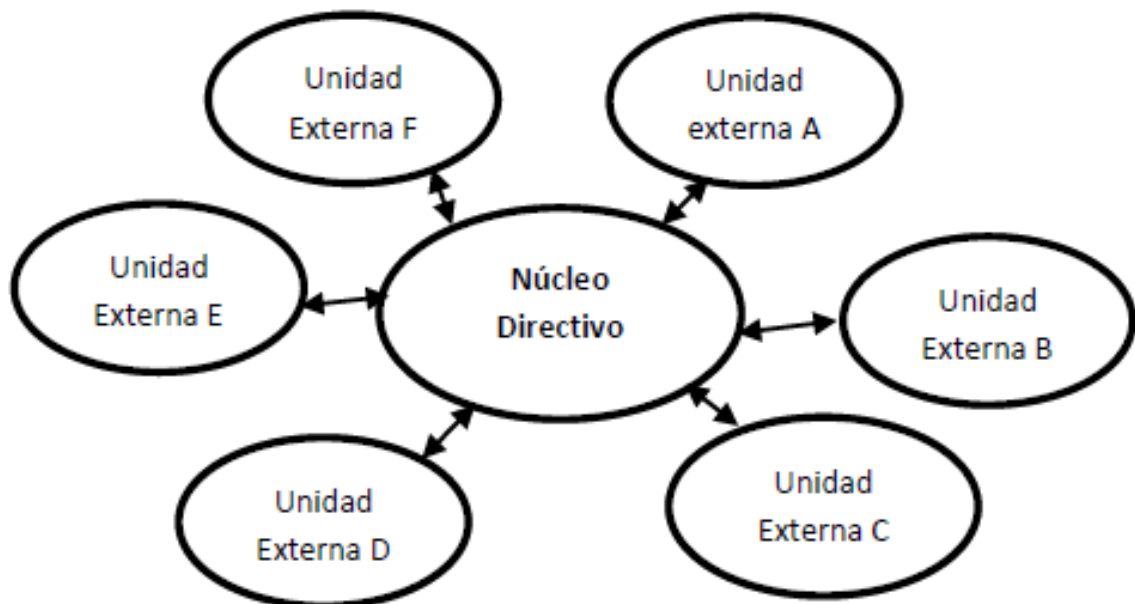 Unidad
Externa F
Unidad
externa A
Unidad
Externa E
Núcleo
Directivo
Unidad
Externa B
Unidad
Externa D
Unidad
Externa C